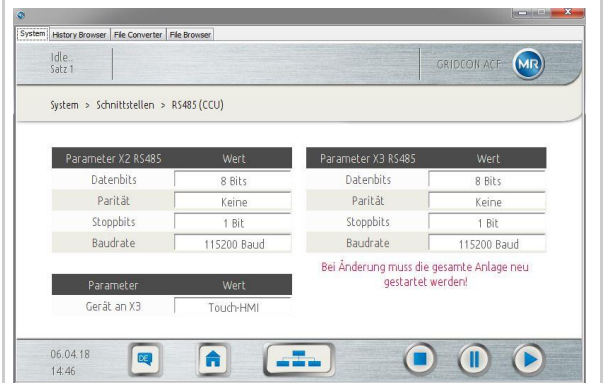 System History Browser File Converter File Browser
Idle..
Satz 1
GRIDCON ACF MR
System > Schnittstellen > RS485 (CCU)
Parameter X2 RS485 Wert
Datenbits 8 Bits
Parität Keine
Stoppbits 1 Bit
Baudrate 115200 Baud
Parameter X3 RS485 Wert
Datenbits 8 Bits
Parität Keine
Stoppbits 1 Bit
Baudrate 115200 Baud
Bei Änderung muss die gesamte Anlage neu
gestartet werden!
Parameter Wert
Gerät an X3 Touch-HMI
06.04.18
14:46
DE